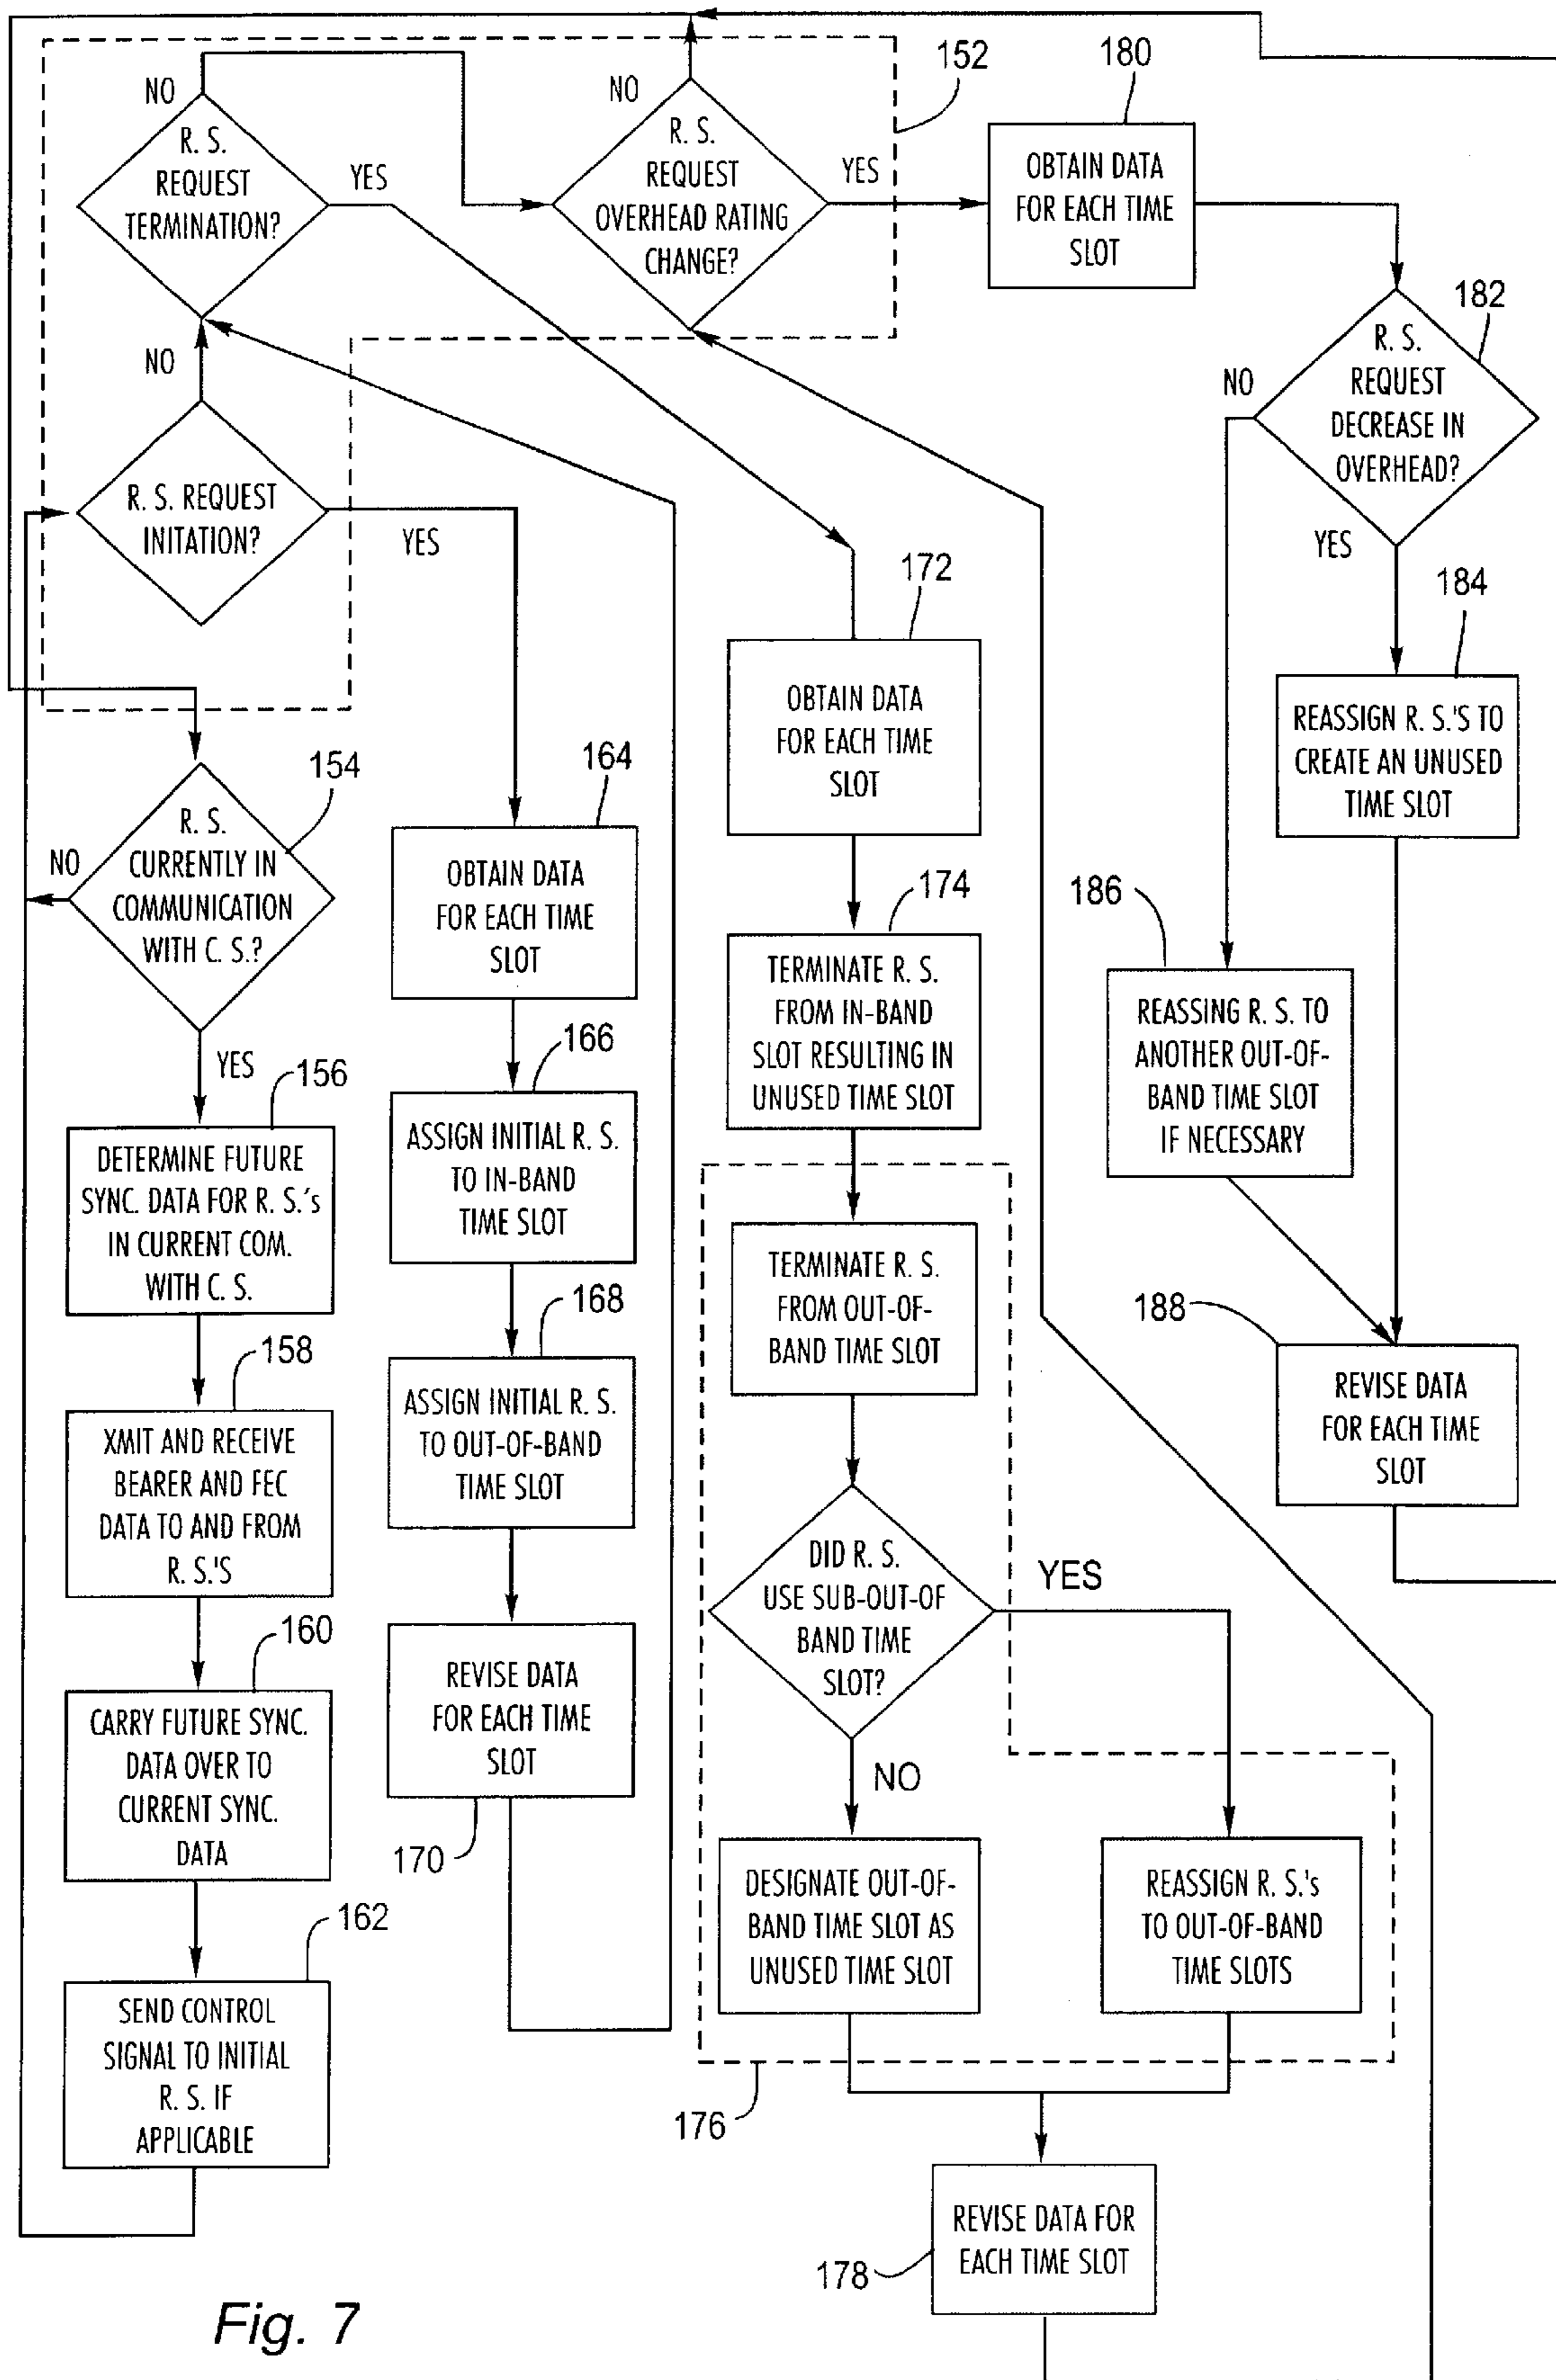 152
180
NO
R. S.
REQUEST
TERMINATION?
YES
NO
R. S.
REQUEST
OVERHEAD RATING
CHANGE?
YES
OBTAIN DATA
FOR EACH TIME
SLOT
182
R. S.
REQUEST
DECREASE IN
OVERHEAD?
NO
YES
NO
R. S. REQUEST
INITATION?
YES
172
OBTAIN DATA
FOR EACH TIME
SLOT
184
REASSIGN R. S.'S TO
CREATE AN UNUSED
TIME SLOT
154
R. S.
CURRENTLY IN
COMMUNICATION
WITH C. S.?
NO
YES
164
OBTAIN DATA
FOR EACH TIME
SLOT
174
TERMINATE R. S.
FROM IN-BAND
SLOT RESULTING IN
UNUSED TIME SLOT
186
REASSING R. S. TO
ANOTHER OUT-OF-
BAND TIME SLOT
IF NECESSARY
156
DETERMINE FUTURE
SYNC. DATA FOR R. S.'s
IN CURRENT COM.
WITH C. S.
166
ASSIGN INITIAL R. S.
TO IN-BAND
TIME SLOT
TERMINATE R. S.
FROM OUT-OF-
BAND TIME SLOT
188
REVISE DATA
FOR EACH TIME
SLOT
158
XMIT AND RECEIVE
BEARER AND FEC
DATA TO AND FROM
R. S.'S
168
ASSIGN INITIAL R. S.
TO OUT-OF-BAND
TIME SLOT
DID R. S.
USE SUB-OUT-OF
BAND TIME
SLOT?
YES
NO
160
CARRY FUTURE SYNC.
DATA OVER TO
CURRENT SYNC.
DATA
REVISE DATA
FOR EACH TIME
SLOT
170
DESIGNATE OUT-OF-
BAND TIME SLOT AS
UNUSED TIME SLOT
REASSIGN R. S.'s
TO OUT-OF-BAND
TIME SLOTS
162
SEND CONTROL
SIGNAL TO INITIAL
R. S. IF
APPLICABLE
176
REVISE DATA FOR
EACH TIME SLOT
178
Fig. 7